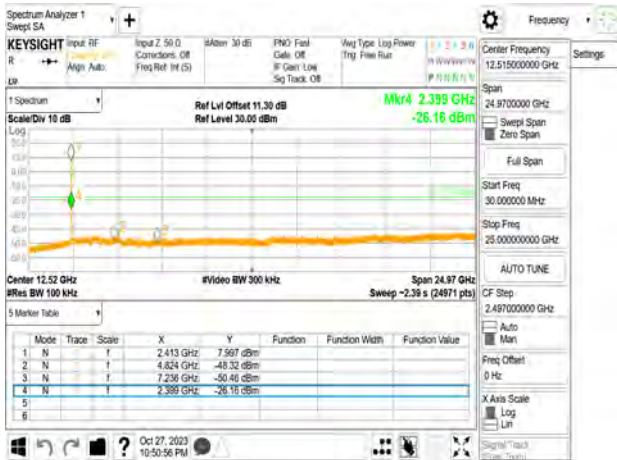 Spectrum Analyzer 1
Swept SA
+
Frequency
KEYSIGHT
R
Input: RF
Align: Auto
Input Z: 50 Ω
Corrections: Off
Freq Ref: Int (S)
#Atten: 30 dB
PNO: Fast
Gate: Off
IF Gain: Low
Sig Track: Off
Avg Type: Log-Power
Trig: Free Run
P N N N N N
Center Frequency
12.515000000 GHz
Settings
1 Spectrum
Scale/Div 10 dB
Ref Lvl Offset 11.30 dB
Ref Level 30.00 dBm
Mkr4 2.399 GHz
-26.16 dBm
Log
Span
24.9700000 GHz
Swept Span
Zero Span
Full Span
Start Freq
30.000000 MHz
Stop Freq
25.000000000 GHz
AUTO TUNE
CF Step
2.497000000 GHz
Auto
Man
Freq Offset
0 Hz
X Axis Scale
Log
Lin
Signal Track
Center 12.52 GHz
#Res BW 100 kHz
#Video BW 300 kHz
Span 24.97 GHz
Sweep ~2.39 s (24971 pts)
5 Marker Table
Mode Trace Scale X Y Function Function Width Function Value
1 N f 2.413 GHz 7.997 dBm
2 N f 4.824 GHz -48.32 dBm
3 N f 7.236 GHz -50.46 dBm
4 N f 2.399 GHz -26.16 dBm
5
6
?
Oct 27, 2023
10:50:56 PM